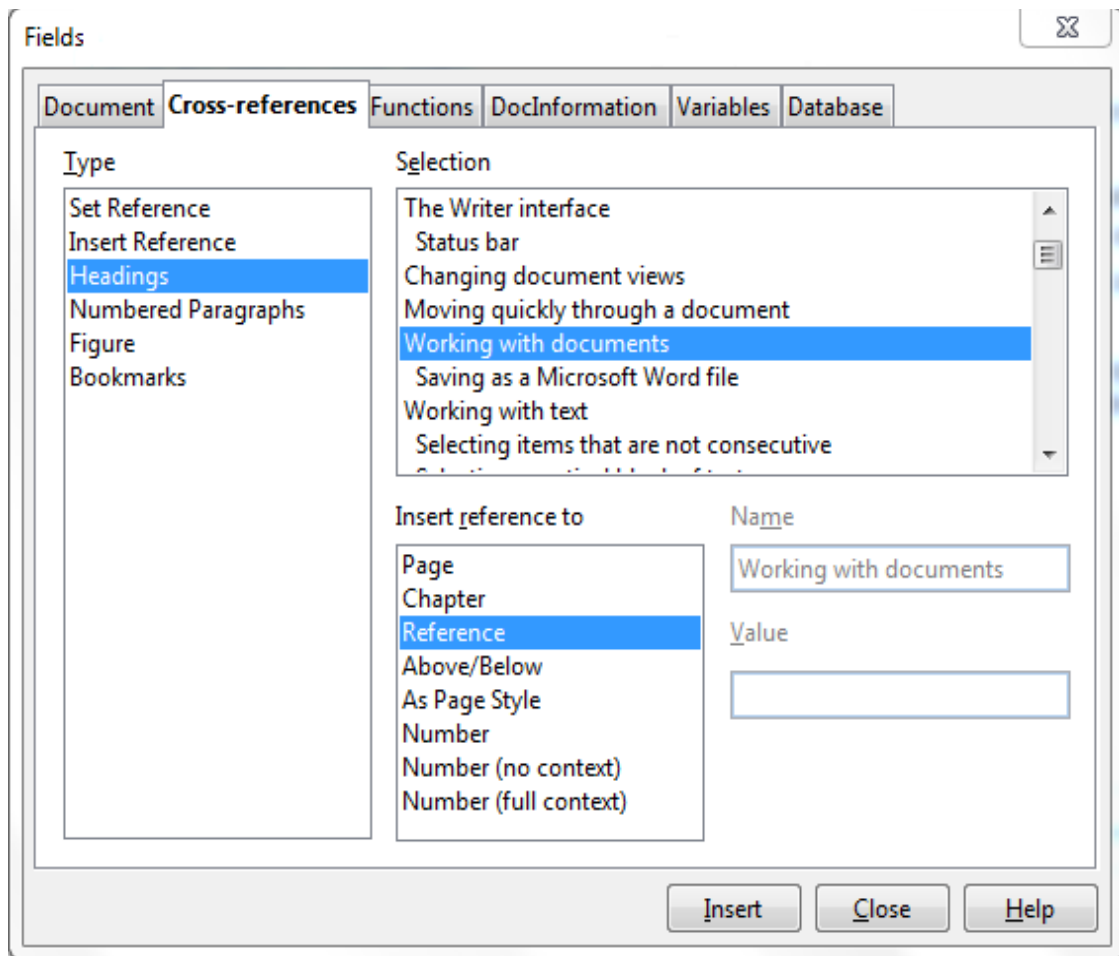 Fields
Document Cross-references Functions DocInformation Variables Database
Type
Set Reference
Insert Reference
Headings
Numbered Paragraphs
Figure
Bookmarks
Selection
The Writer interface
Status bar
Changing document views
Moving quickly through a document
Working with documents
Saving as a Microsoft Word file
Working with text
Selecting items that are not consecutive
Insert reference to
Page
Chapter
Reference
Above/Below
As Page Style
Number
Number (no context)
Number (full context)
Name
Working with documents
Value
Insert Close Help